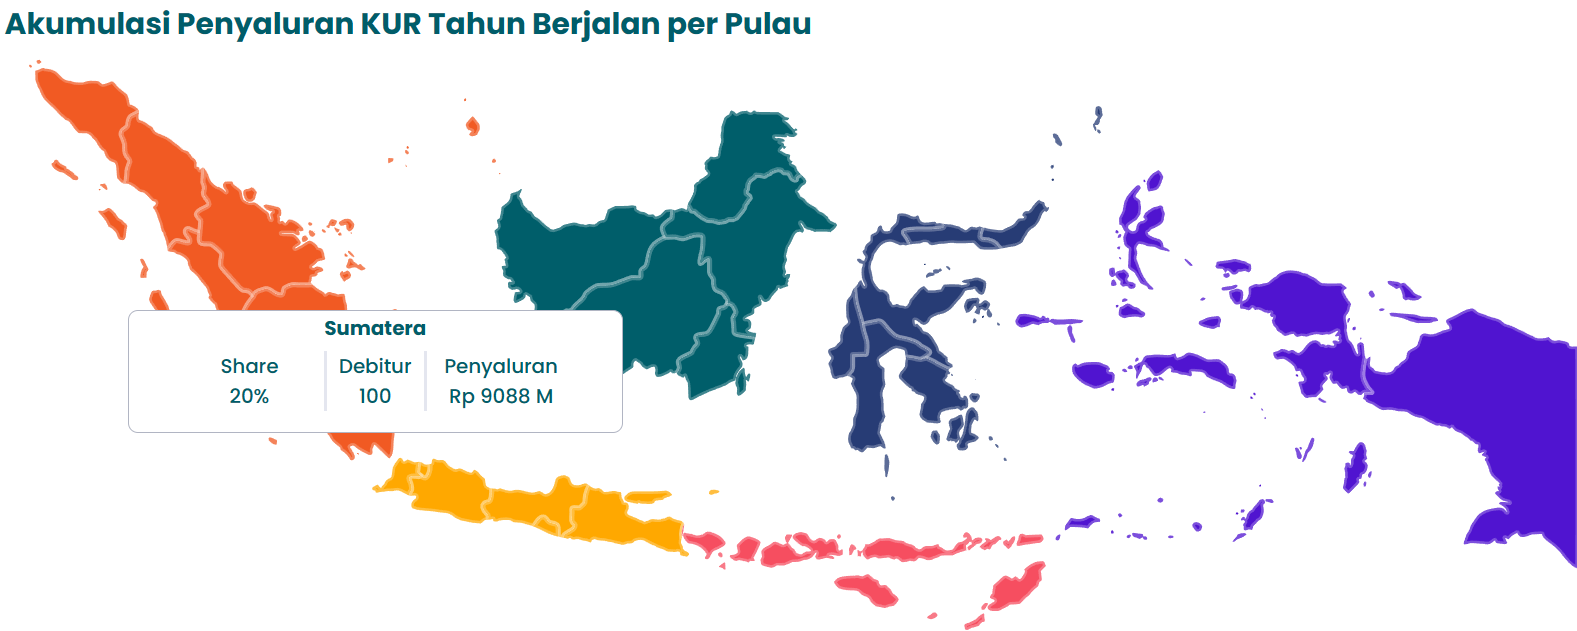 Akumulasi Penyaluran KUR Tahun Berjalan per Pulau
Sumatera
Share Debitur Penyaluran
20% 100 Rp 9088 M